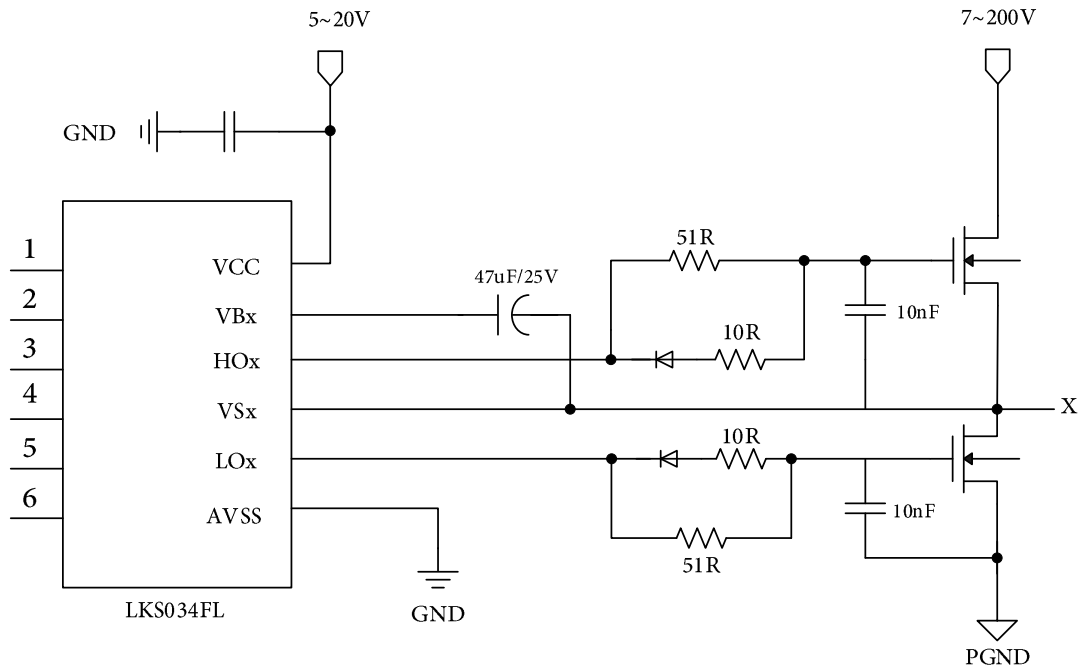 5~20V
7~200V
GND
1
2
3
4
5
6
VCC
VBx
HOx
VSx
LOx
AVSS
LKS034FL
47uF/25V
51R
10R
10nF
X
10R
51R
10nF
GND
PGND